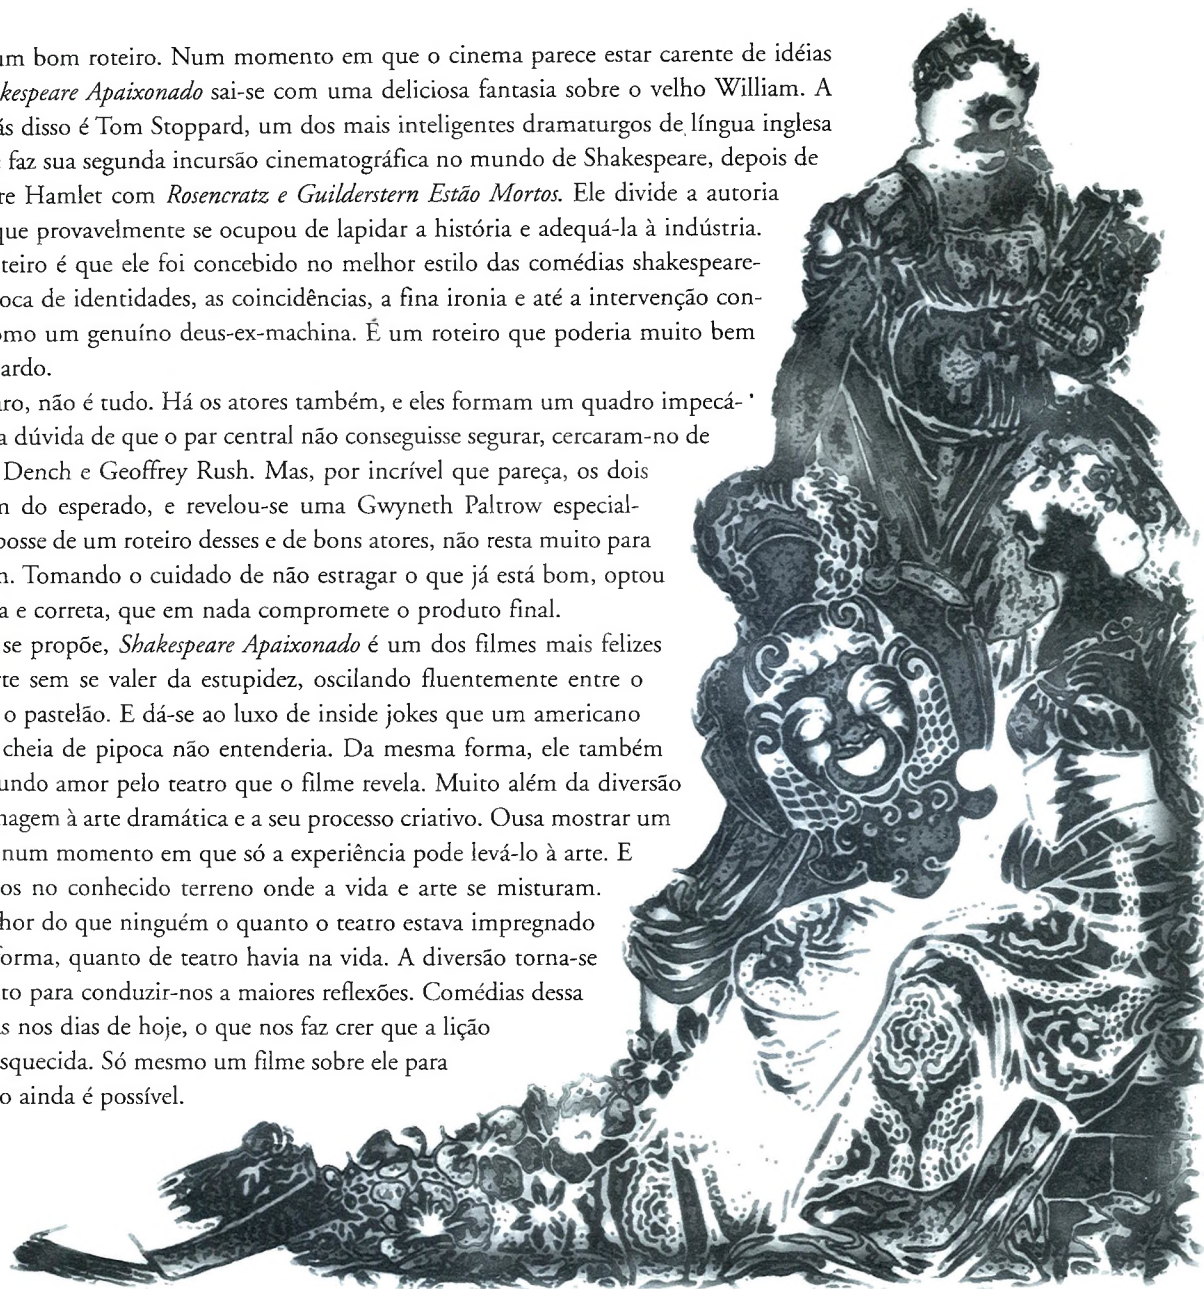 um bom roteiro. Num momento em que o cinema parece estar carente de idéias
kespeare Apaixonado sai-se com uma deliciosa fantasia sobre o velho William. A
ás disso é Tom Stoppard, um dos mais inteligentes dramaturgos de língua inglesa
faz sua segunda incursão cinematográfica no mundo de Shakespeare, depois de
re Hamlet com Rosencratz e Guilderstern Estão Mortos. Ele divide a autoria
que provavelmente se ocupou de lapidar a história e adequá-la à indústria.
teiro é que ele foi concebido no melhor estilo das comédias shakespeare-
oca de identidades, as coincidências, a fina ironia e até a intervenção con-
omo um genuíno deus-ex-machina. É um roteiro que poderia muito bem
ardo.
aro, não é tudo. Há os atores também, e eles formam um quadro impecá-
a dúvida de que o par central não conseguisse segurar, cercaram-no de
Dench e Geoffrey Rush. Mas, por incrível que pareça, os dois
m do esperado, e revelou-se uma Gwyneth Paltrow especial-
posse de um roteiro desses e de bons atores, não resta muito para
n. Tomando o cuidado de não estragar o que já está bom, optou
a e correta, que em nada compromete o produto final.
se propõe, Shakespeare Apaixonado é um dos filmes mais felizes
rte sem se valer da estupidez, oscilando fluentemente entre o
o pastelão. E dá-se ao luxo de inside jokes que um americano
cheia de pipoca não entenderia. Da mesma forma, ele também
undo amor pelo teatro que o filme revela. Muito além da diversão
nagem à arte dramática e a seu processo criativo. Ousa mostrar um
num momento em que só a experiência pode levá-lo à arte. E
os no conhecido terreno onde a vida e arte se misturam.
hor do que ninguém o quanto o teatro estava impregnado
forma, quanto de teatro havia na vida. A diversão torna-se
to para conduzir-nos a maiores reflexões. Comédias dessa
s nos dias de hoje, o que nos faz crer que a lição
squecida. Só mesmo um filme sobre ele para
o ainda é possível.